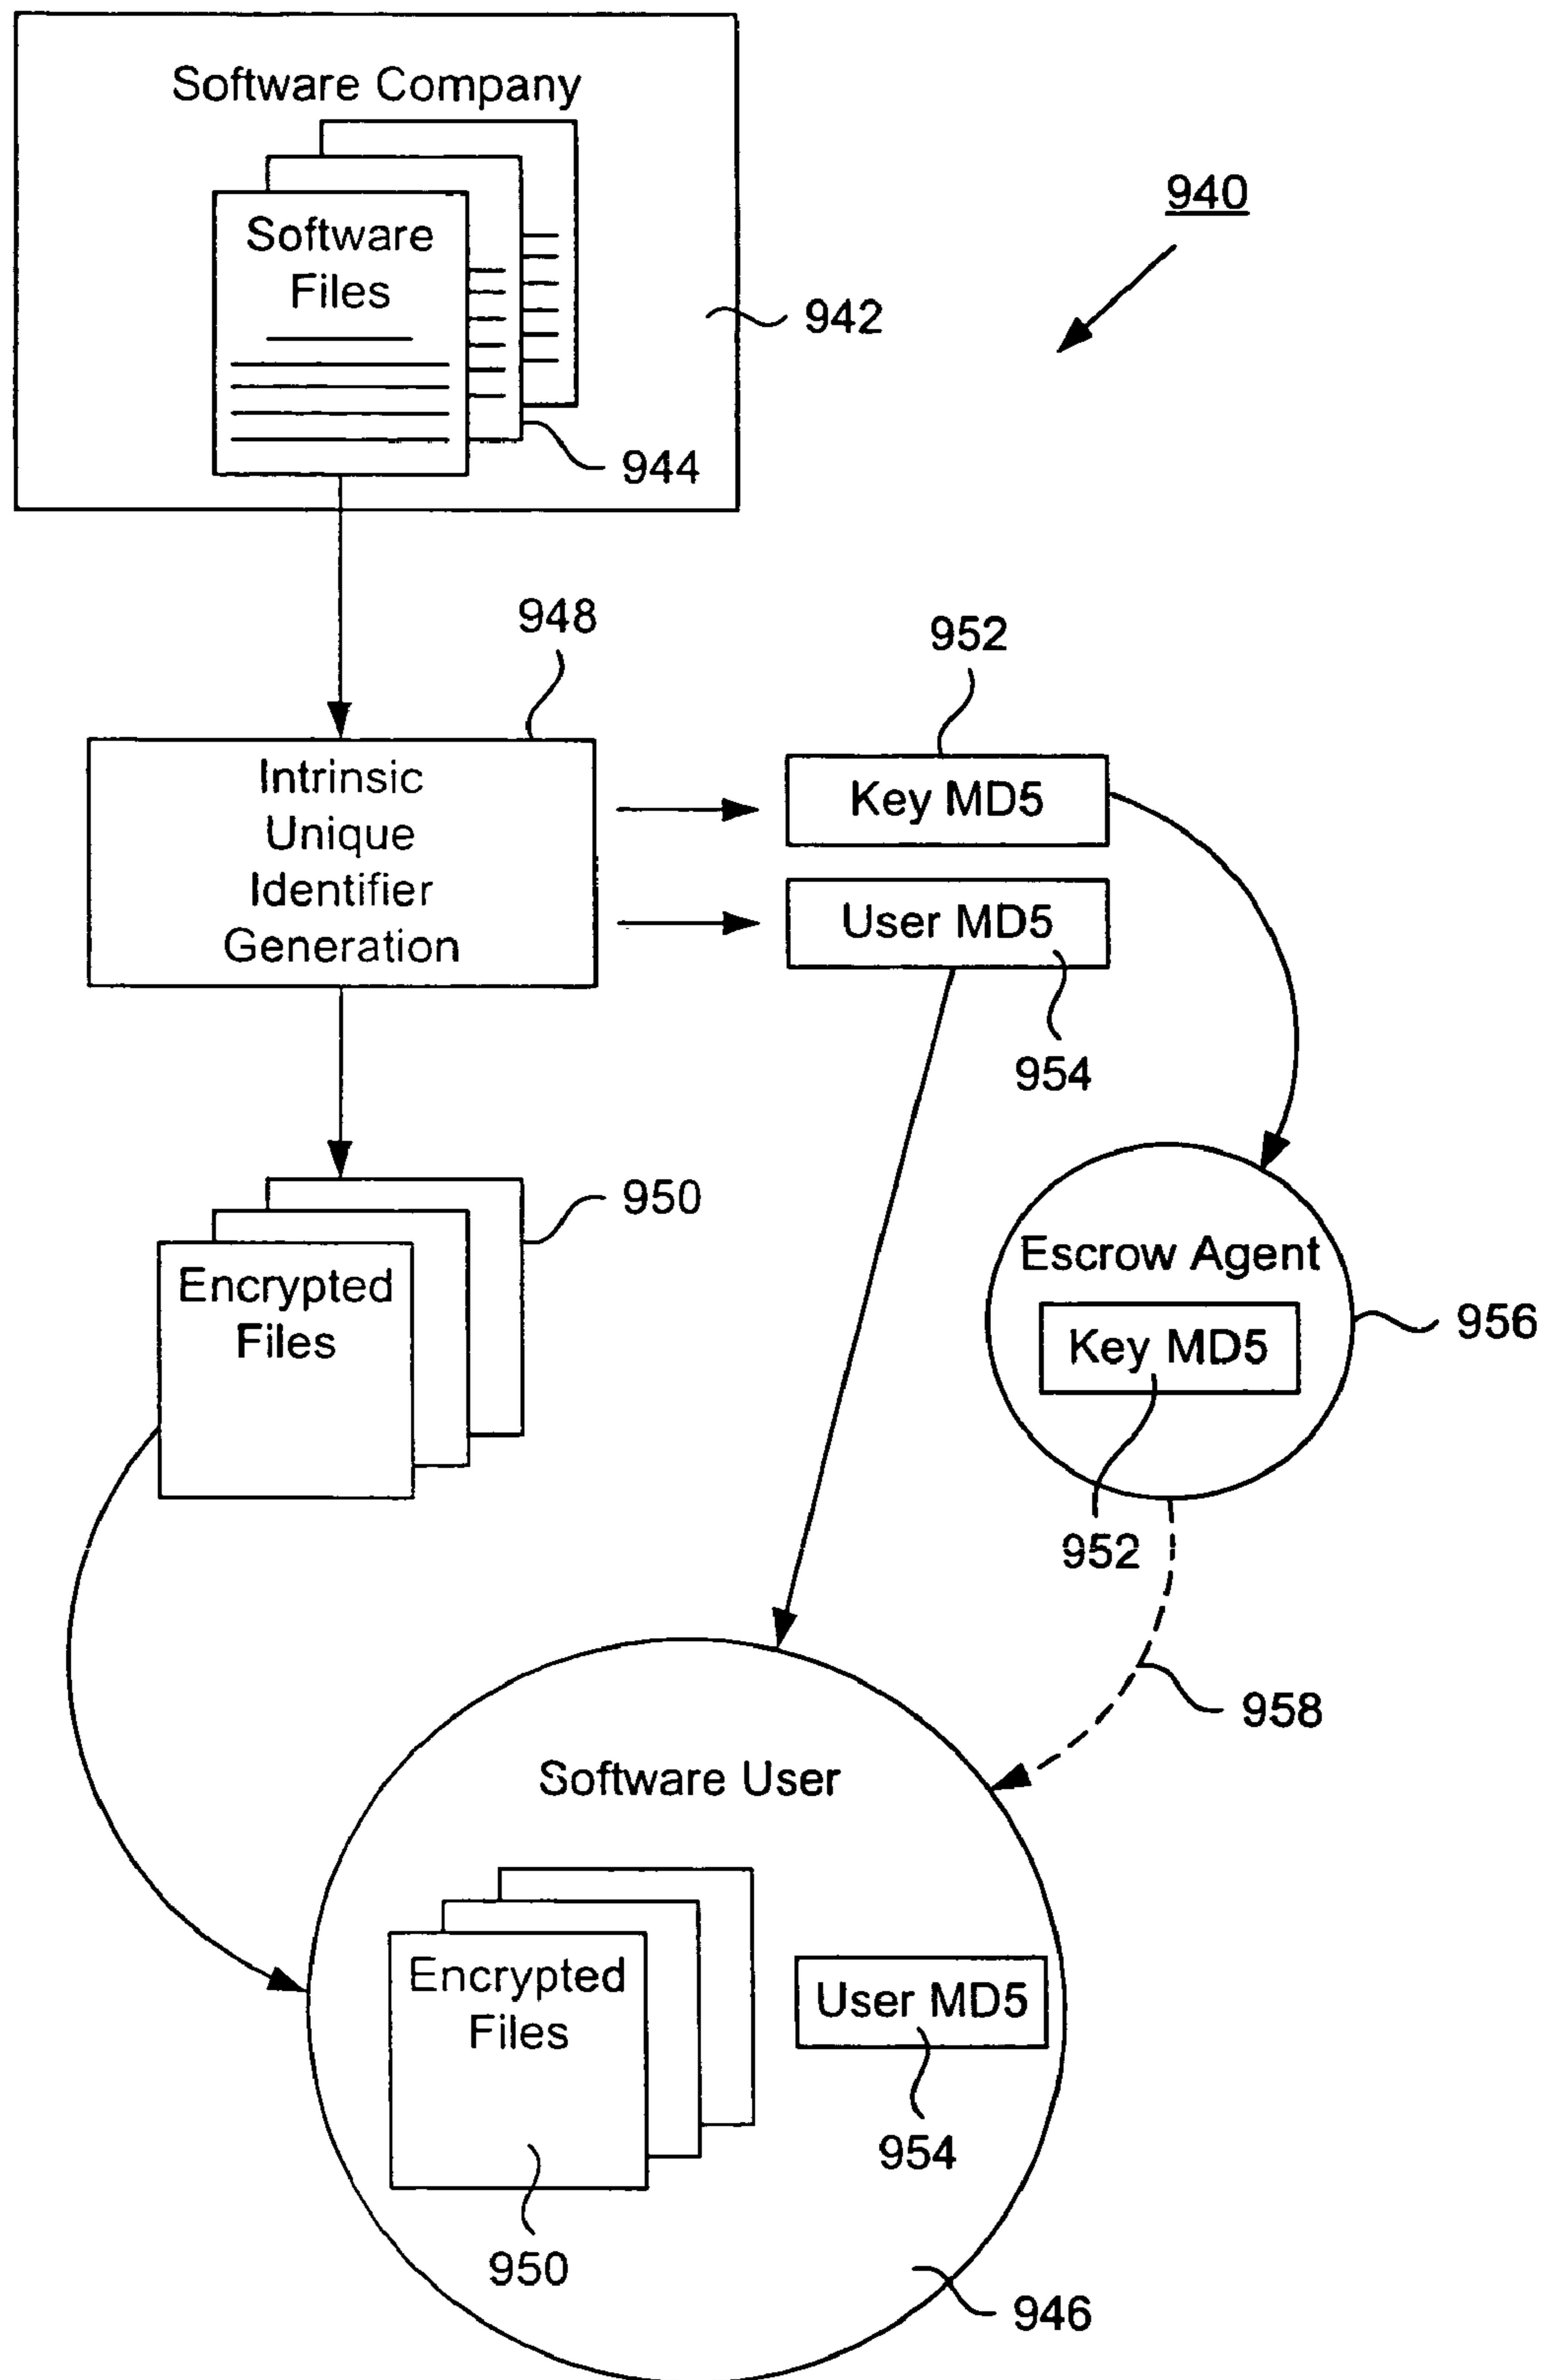 Software Company
940
Software
Files
942
944
948
952
Intrinsic
Unique
Identifier
Generation
Key MD5
User MD5
954
950
Encrypted
Files
Escrow Agent
956
Key MD5
952
958
Software User
Encrypted
Files
User MD5
954
950
946